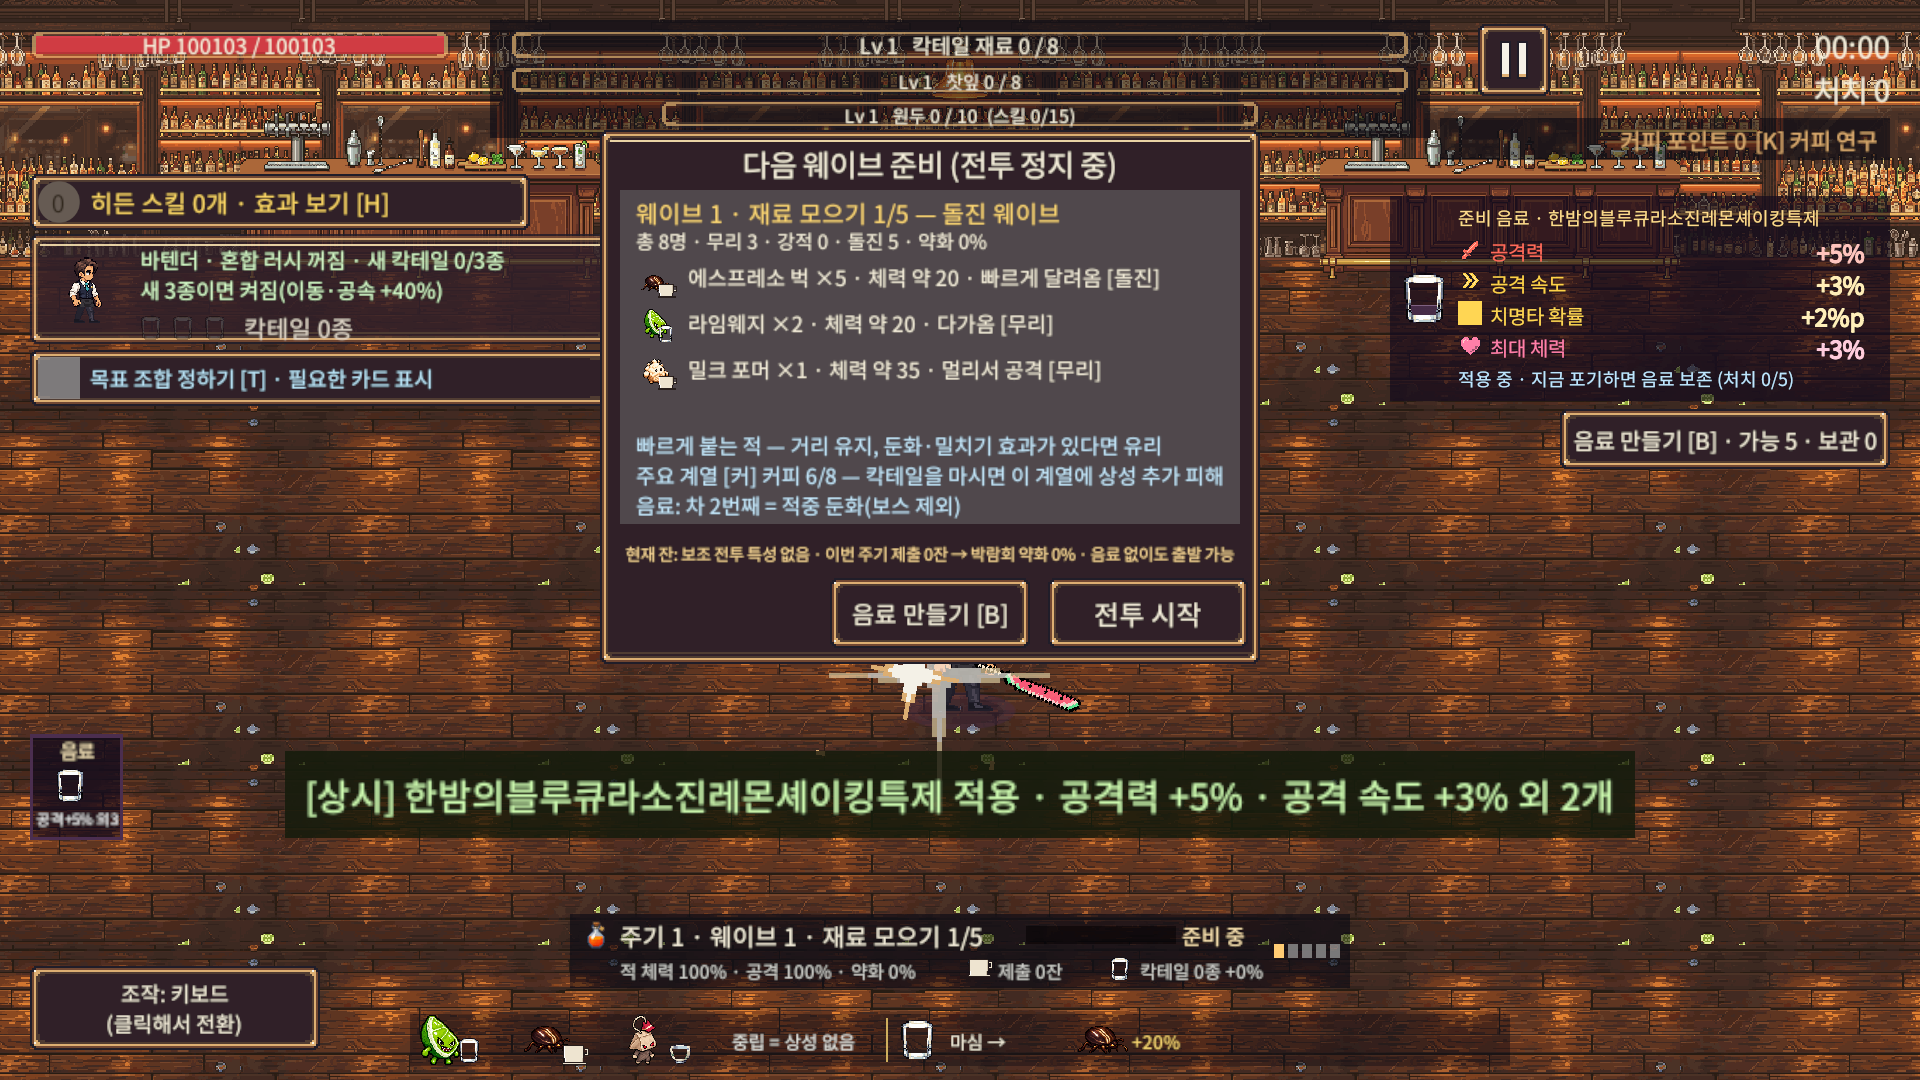 HP 100103 / 100103
Lv 1 칵테일 재료 0 / 8
Lv 1 찻잎 0 / 8
Lv 1 원두 0 / 10 (스킬 0/15)
00:00
처치 0
커피 포인트 0 [K] 커피 연구
0 히든 스킬 0개 · 효과 보기 [H]
바텐더 · 혼합 러시 꺼짐 · 새 칵테일 0/3종
새 3종이면 켜짐(이동·공속 +40%)
칵테일 0종
목표 조합 정하기 [T] · 필요한 카드 표시
다음 웨이브 준비 (전투 정지 중)
웨이브 1 · 재료 모으기 1/5 — 돌진 웨이브
총 8명 · 무리 3 · 강적 0 · 돌진 5 · 약화 0%
에스프레소 벅 ×5 · 체력 약 20 · 빠르게 달려옴 [돌진]
라임웨지 ×2 · 체력 약 20 · 다가옴 [무리]
밀크 포머 ×1 · 체력 약 35 · 멀리서 공격 [무리]
빠르게 붙는 적 — 거리 유지, 둔화·밀치기 효과가 있다면 유리
주요 계열 [커] 커피 6/8 — 칵테일을 마시면 이 계열에 상성 추가 피해
음료: 차 2번째 = 적중 둔화(보스 제외)
현재 잔: 보조 전투 특성 없음 · 이번 주기 제출 0잔 → 박람회 약화 0% · 음료 없이도 출발 가능
음료 만들기 [B]
전투 시작
준비 음료 · 한밤의블루큐라소진레몬셰이킹특제
공격력 +5%
공격 속도 +3%
치명타 확률 +2%p
최대 체력 +3%
적용 중 · 지금 포기하면 음료 보존 (처치 0/5)
음료 만들기 [B] · 가능 5 · 보관 0
음료
공격+5% 외3
[상시] 한밤의블루큐라소진레몬셰이킹특제 적용 · 공격력 +5% · 공격 속도 +3% 외 2개
주기 1 · 웨이브 1 · 재료 모으기 1/5
준비 중
적 체력 100% · 공격 100% · 약화 0%
제출 0잔
칵테일 0종 +0%
조작: 키보드
(클릭해서 전환)
중립 = 상성 없음
마심 →
+20%